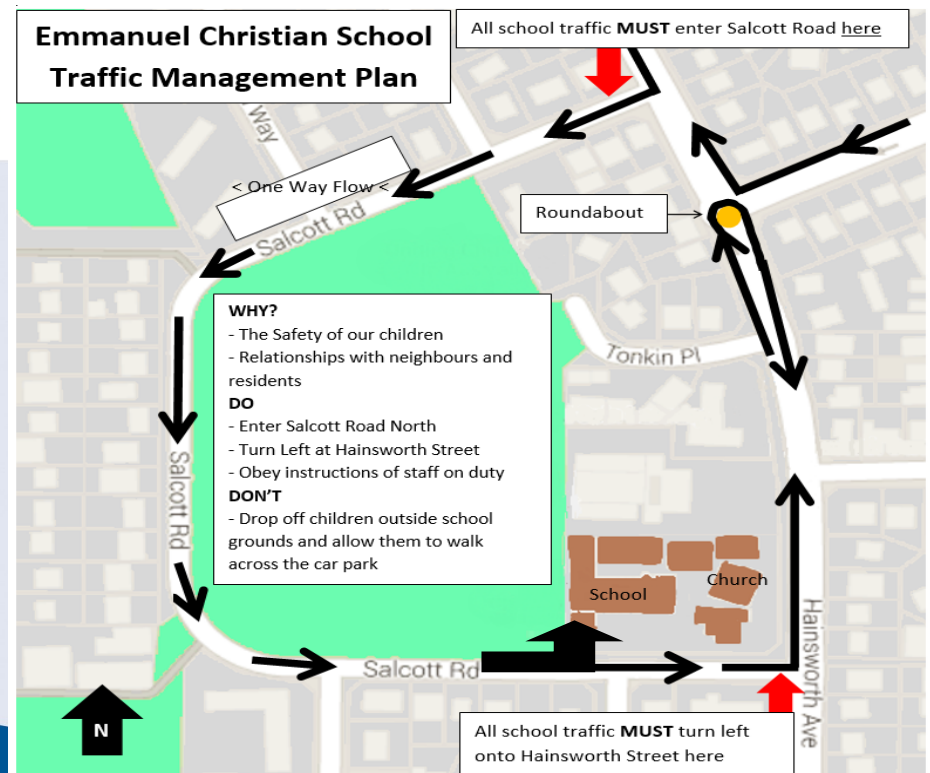 Emmanuel Christian School
Traffic Management Plan
All school traffic MUST enter Salcott Road here
Way
< One Way Flow <
Salcott Rd
Roundabout
WHY?
- The Safety of our children
- Relationships with neighbours and
residents
DO
- Enter Salcott Road North
- Turn Left at Hainsworth Street
- Obey instructions of staff on duty
DON'T
- Drop off children outside school
grounds and allow them to walk
across the car park
Tonkin Pl
Salcott Rd
School
Church
Hainsworth Ave
Salcott Rd
N
All school traffic MUST turn left
onto Hainsworth Street here